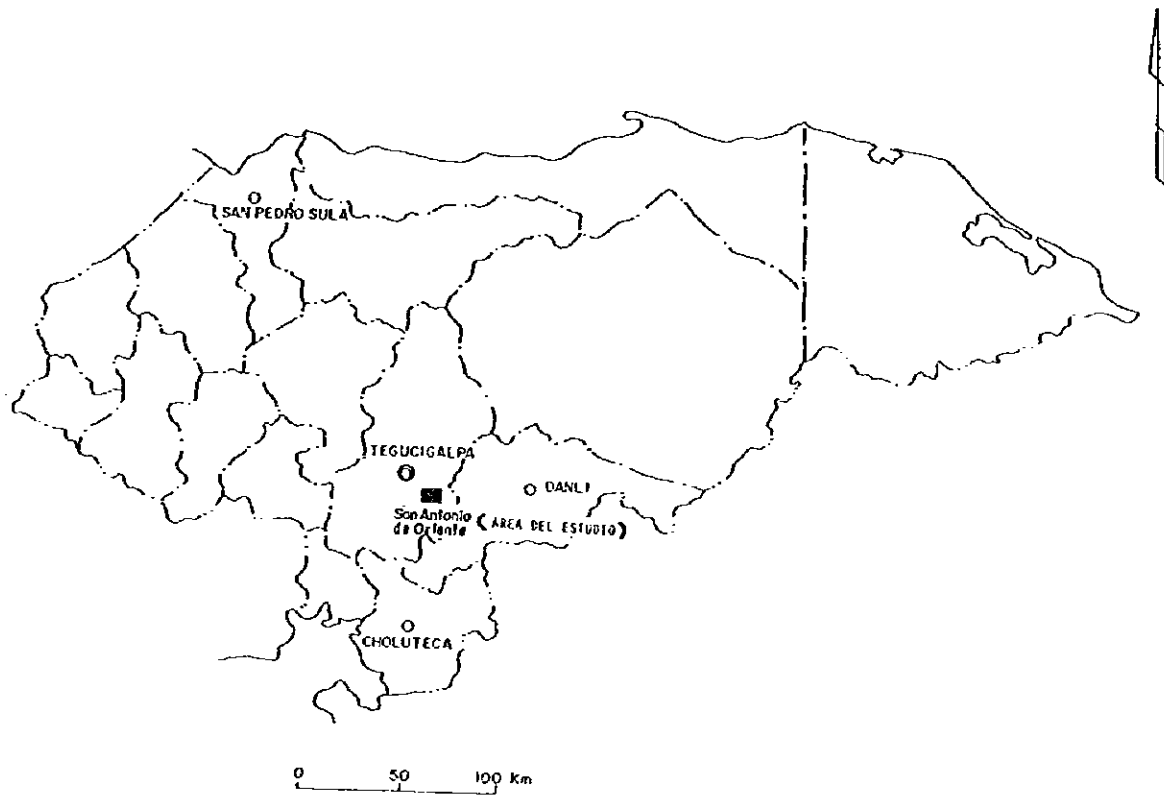 SAN PEDRO SULA
TEGUCIGALPA
DANLI
San Antonio
de Oriente
(AREA DEL ESTUDIO)
CHOLUTECA
0 50 100 Km